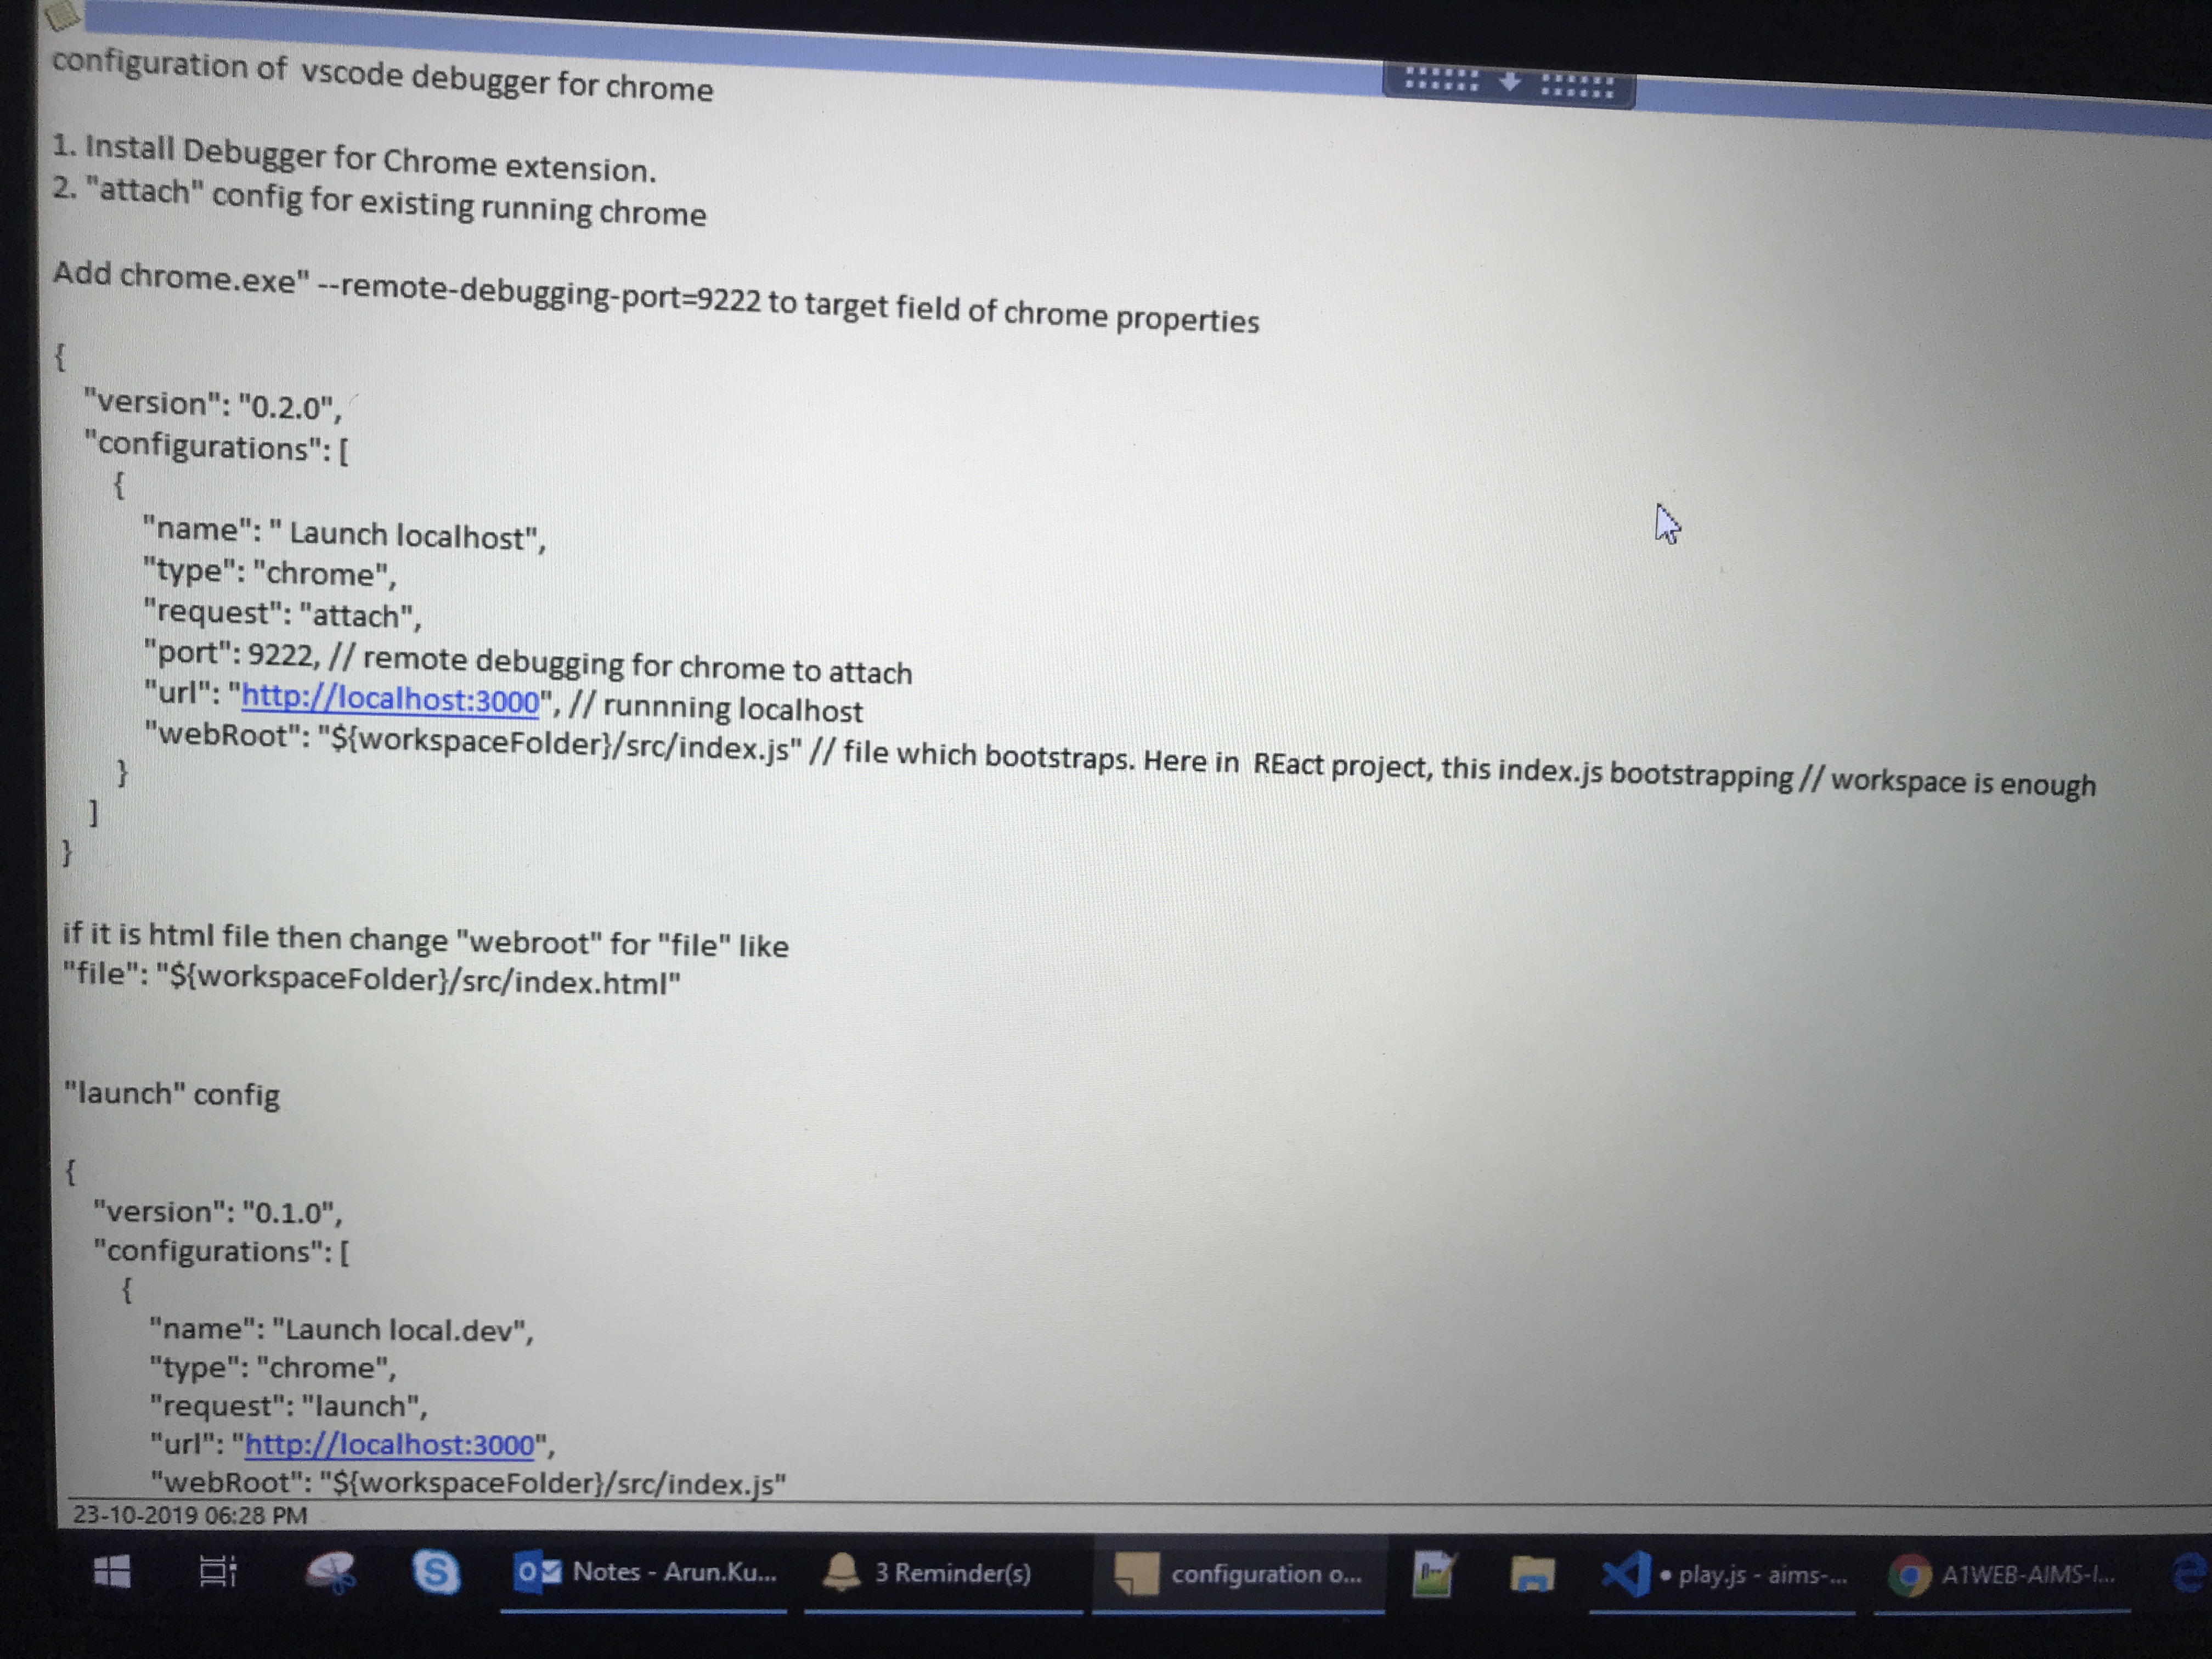 configuration of vscode debugger for chrome
1. Install Debugger for Chrome extension.
2. "attach" config for existing running chrome
Add chrome.exe" --remote-debugging-port=9222 to target field of chrome properties
{
"version": "0.2.0",
"configurations": [
{
"name": " Launch localhost",
"type": "chrome",
"request": "attach",
"port": 9222, // remote debugging for chrome to attach
"url": "http://localhost:3000", // runnning localhost
"webRoot": "${workspaceFolder}/src/index.js" // file which bootstraps. Here in REact project, this index.js bootstrapping // workspace is enough
}
]
}
if it is html file then change "webroot" for "file" like
"file": "${workspaceFolder}/src/index.html"
"launch" config
{
"version": "0.1.0",
"configurations": [
{
"name": "Launch local.dev",
"type": "chrome",
"request": "launch",
"url": "http://localhost:3000",
"webRoot": "${workspaceFolder}/src/index.js"
23-10-2019 06:28 PM
Notes - Arun.Ku... 3 Reminder(s) configuration o... • play.js - aims-... A1WEB-AIMS-I...